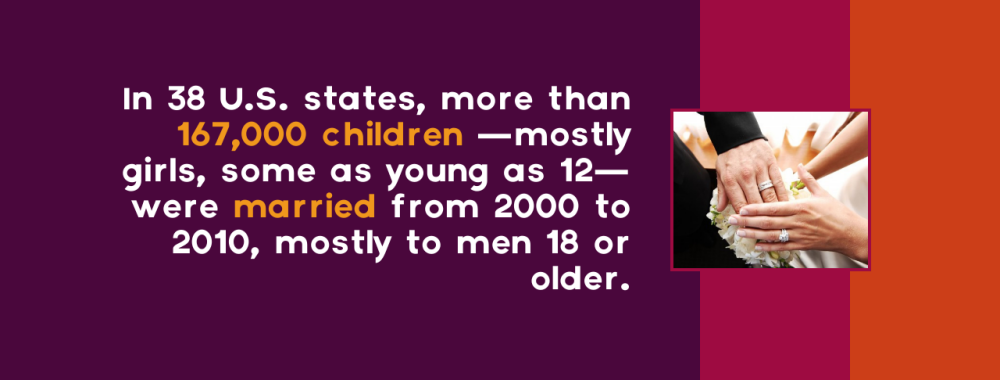 In 38 U.S. states, more than
167,000 children —mostly
girls, some as young as 12—
were married from 2000 to
2010, mostly to men 18 or
older.